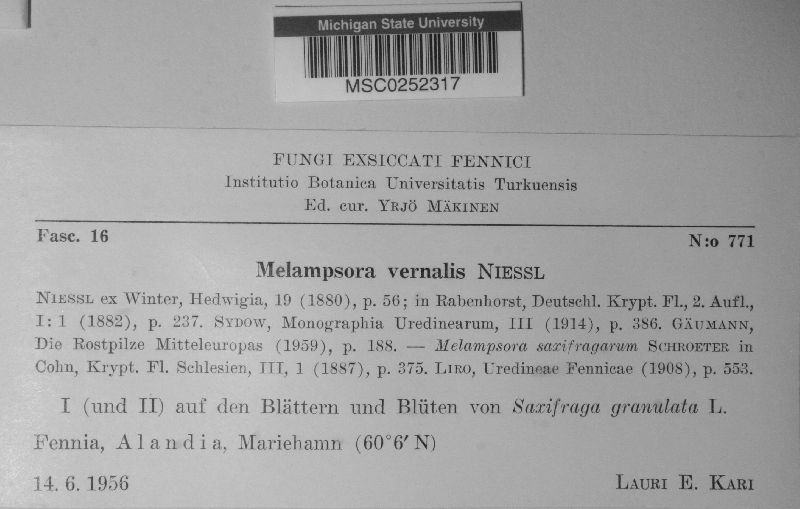 Michigan State University
MSC0252317
FUNGI EXSICCATI FENNICI
Institutio Botanica Universitatis Turkuensis
Ed. cur. YRJÖ MÄKINEN
Fasc. 16
N:o 771
Melampsora vernalis NIESSL
NIESSL ex Winter, Hedwigia, 19 (1880), p. 56; in Rabenhorst, Deutschl. Krypt. Fl., 2. Aufl.,
I: 1 (1882), p. 237. SYDOW, Monographia Uredinearum, III (1914), p. 386. GÄUMANN,
Die Rostpilze Mitteleuropas (1959), p. 188. — Melampsora saxifragarum SCHROETER in
Cohn, Krypt. Fl. Schlesien, III, 1 (1887), p. 375. LIRO, Uredineae Fennicae (1908), p. 553.
I (und II) auf den Blättern und Blüten von Saxifraga granulata L.
Fennia, Alandia, Mariehamn (60°6′ N)
14. 6. 1956
LAURI E. KARI